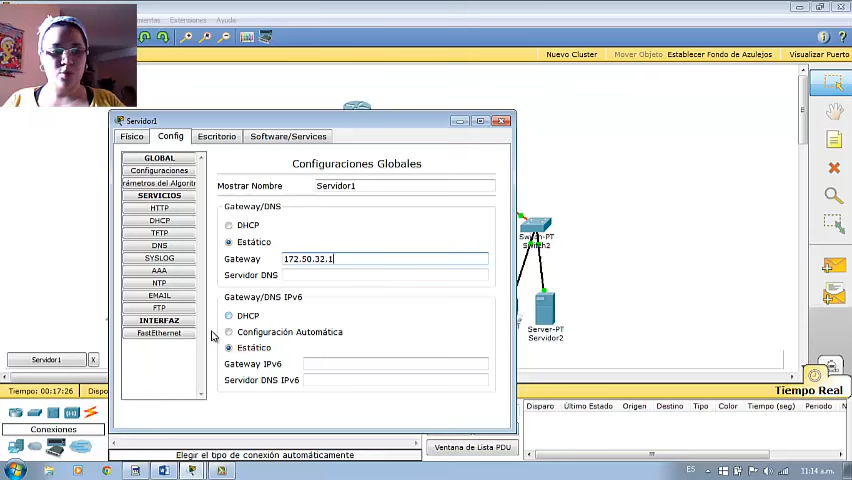 mientas Extensiones Ayuda
Nuevo Cluster Mover Objeto Establecer Fondo de Azulejos Visualizar Puerto
Servidor1
Físico Config Escritorio Software/Services
GLOBAL
Configuraciones
rámetros del Algorit
SERVICIOS
HTTP
DHCP
TFTP
DNS
SYSLOG
AAA
NTP
EMAIL
FTP
INTERFAZ
FastEthernet
Configuraciones Globales
Mostrar Nombre Servidor1
Gateway/DNS
DHCP
Estático
Gateway 172.50.32.1
Servidor DNS
Gateway/DNS IPv6
DHCP
Configuración Automática
Estático
Gateway IPv6
Servidor DNS IPv6
Switch-PT
Switch2
Server-PT
Servidor2
Servidor1 X
Tiempo: 00:17:26 Dispo
Tiempo Real
Conexiones
Disparo Último Estado Origen Destino Tipo Color Tiempo (seg) Periodo N
Ventana de Lista PDU
Elegir el tipo de conexión automáticamente
ES 11:14 a.m.